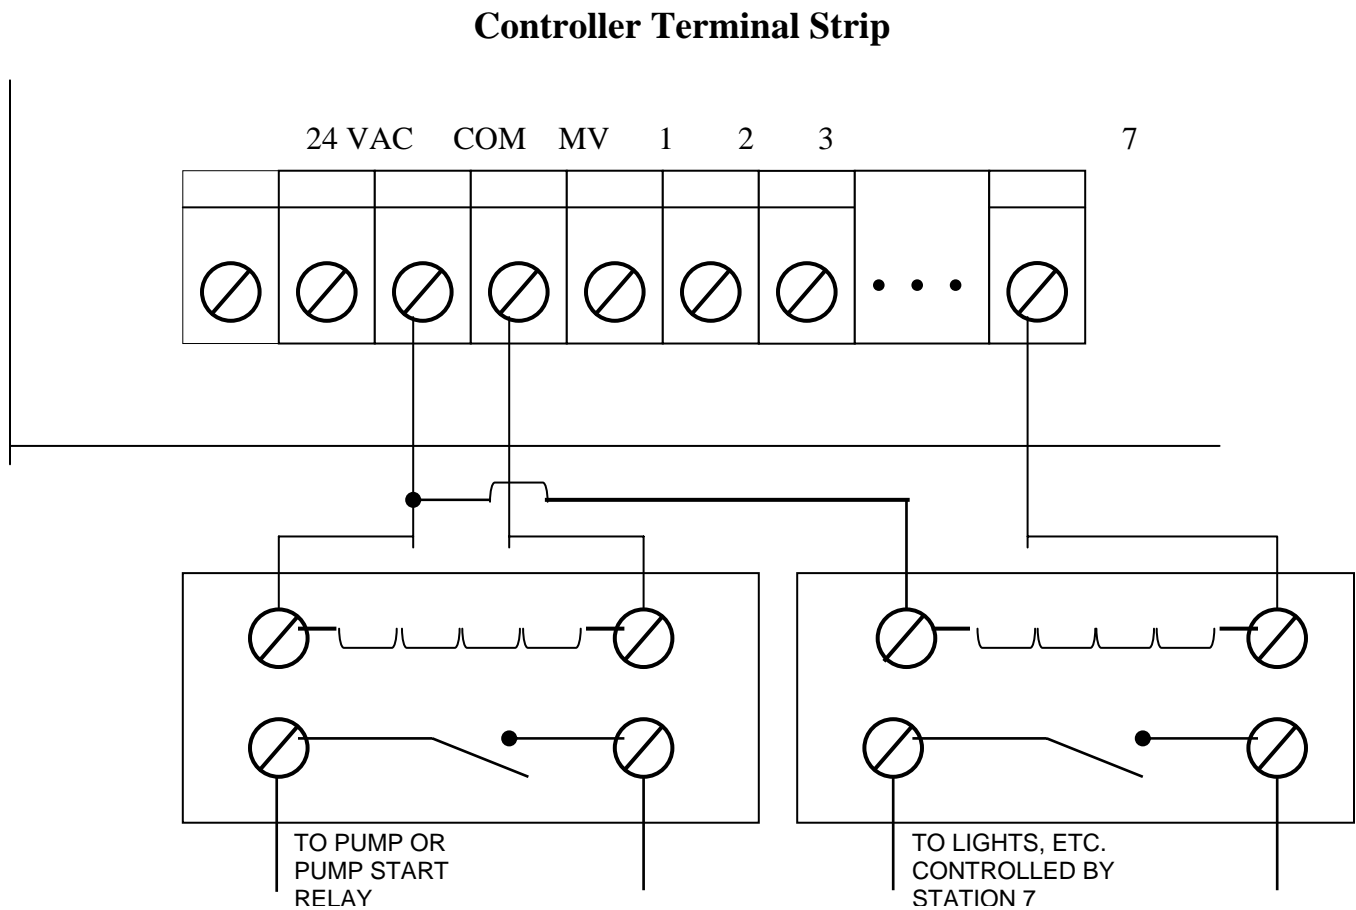 Controller Terminal Strip
24 VAC COM MV 1 2 3 7
TO PUMP OR
PUMP START
RELAY
TO LIGHTS, ETC.
CONTROLLED BY
STATION 7